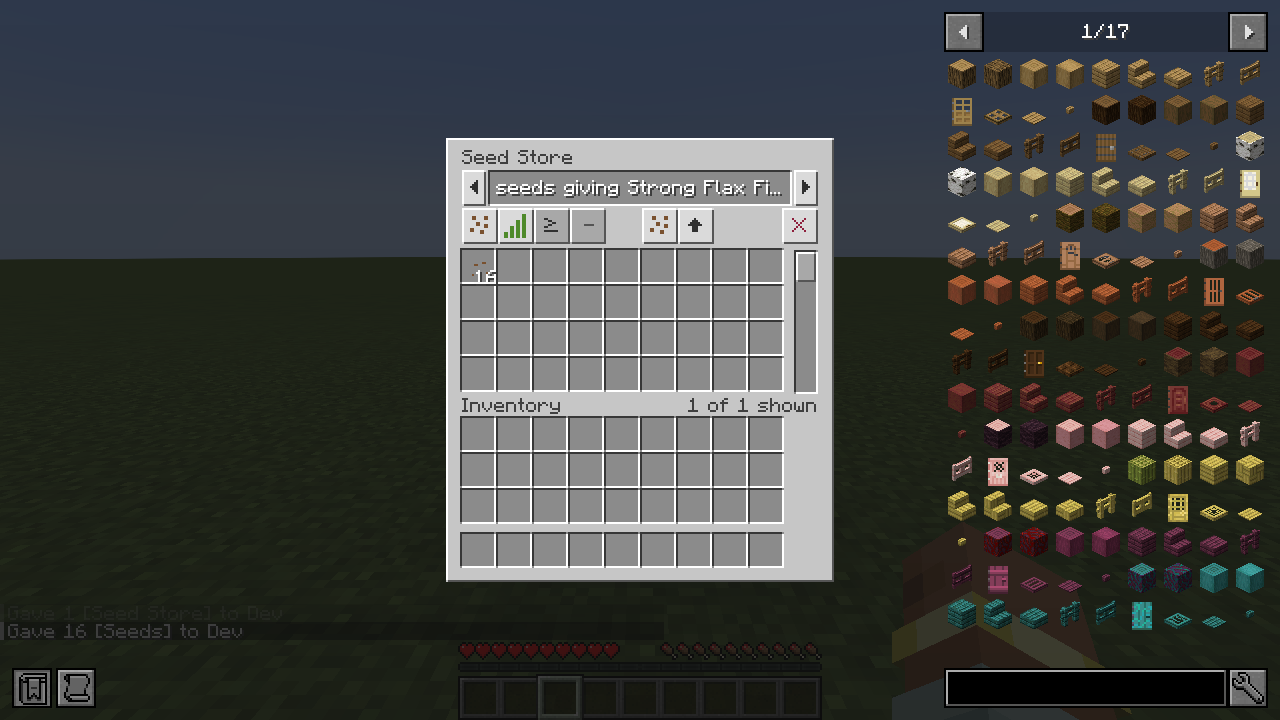 1/17
Seed Store
seeds giving Strong Flax Fi...
≥
-
16
Inventory 1 of 1 shown
Gave 1 [Seed Store] to Dev
Gave 16 [Seeds] to Dev